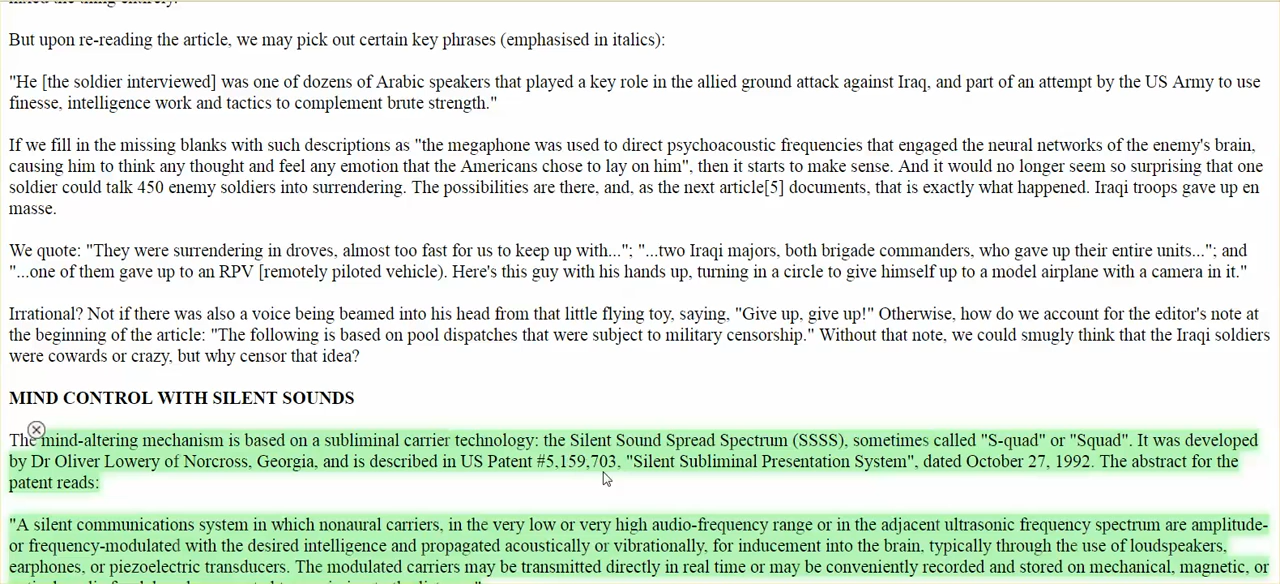 mixed the thing entirely.
But upon re-reading the article, we may pick out certain key phrases (emphasised in italics):
"He [the soldier interviewed] was one of dozens of Arabic speakers that played a key role in the allied ground attack against Iraq, and part of an attempt by the US Army to use
finesse, intelligence work and tactics to complement brute strength."
If we fill in the missing blanks with such descriptions as "the megaphone was used to direct psychoacoustic frequencies that engaged the neural networks of the enemy's brain,
causing him to think any thought and feel any emotion that the Americans chose to lay on him", then it starts to make sense. And it would no longer seem so surprising that one
soldier could talk 450 enemy soldiers into surrendering. The possibilities are there, and, as the next article[5] documents, that is exactly what happened. Iraqi troops gave up en
masse.
We quote: "They were surrendering in droves, almost too fast for us to keep up with..."; "...two Iraqi majors, both brigade commanders, who gave up their entire units..."; and
"...one of them gave up to an RPV [remotely piloted vehicle). Here's this guy with his hands up, turning in a circle to give himself up to a model airplane with a camera in it."
Irrational? Not if there was also a voice being beamed into his head from that little flying toy, saying, "Give up, give up!" Otherwise, how do we account for the editor's note at
the beginning of the article: "The following is based on pool dispatches that were subject to military censorship." Without that note, we could smugly think that the Iraqi soldiers
were cowards or crazy, but why censor that idea?
MIND CONTROL WITH SILENT SOUNDS
The mind-altering mechanism is based on a subliminal carrier technology: the Silent Sound Spread Spectrum (SSSS), sometimes called "S-quad" or "Squad". It was developed
by Dr Oliver Lowery of Norcross, Georgia, and is described in US Patent #5,159,703, "Silent Subliminal Presentation System", dated October 27, 1992. The abstract for the
patent reads:
"A silent communications system in which nonaural carriers, in the very low or very high audio-frequency range or in the adjacent ultrasonic frequency spectrum are amplitude-
or frequency-modulated with the desired intelligence and propagated acoustically or vibrationally, for inducement into the brain, typically through the use of loudspeakers,
earphones, or piezoelectric transducers. The modulated carriers may be transmitted directly in real time or may be conveniently recorded and stored on mechanical, magnetic, or